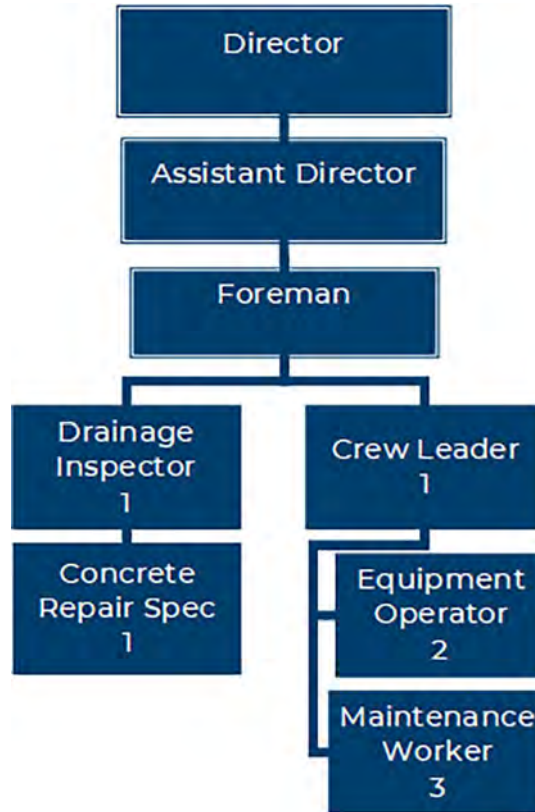 Director
Assistant Director
Foreman
Drainage
Inspector
1
Concrete
Repair Spec
1
Crew Leader
1
Equipment
Operator
2
Maintenance
Worker
3